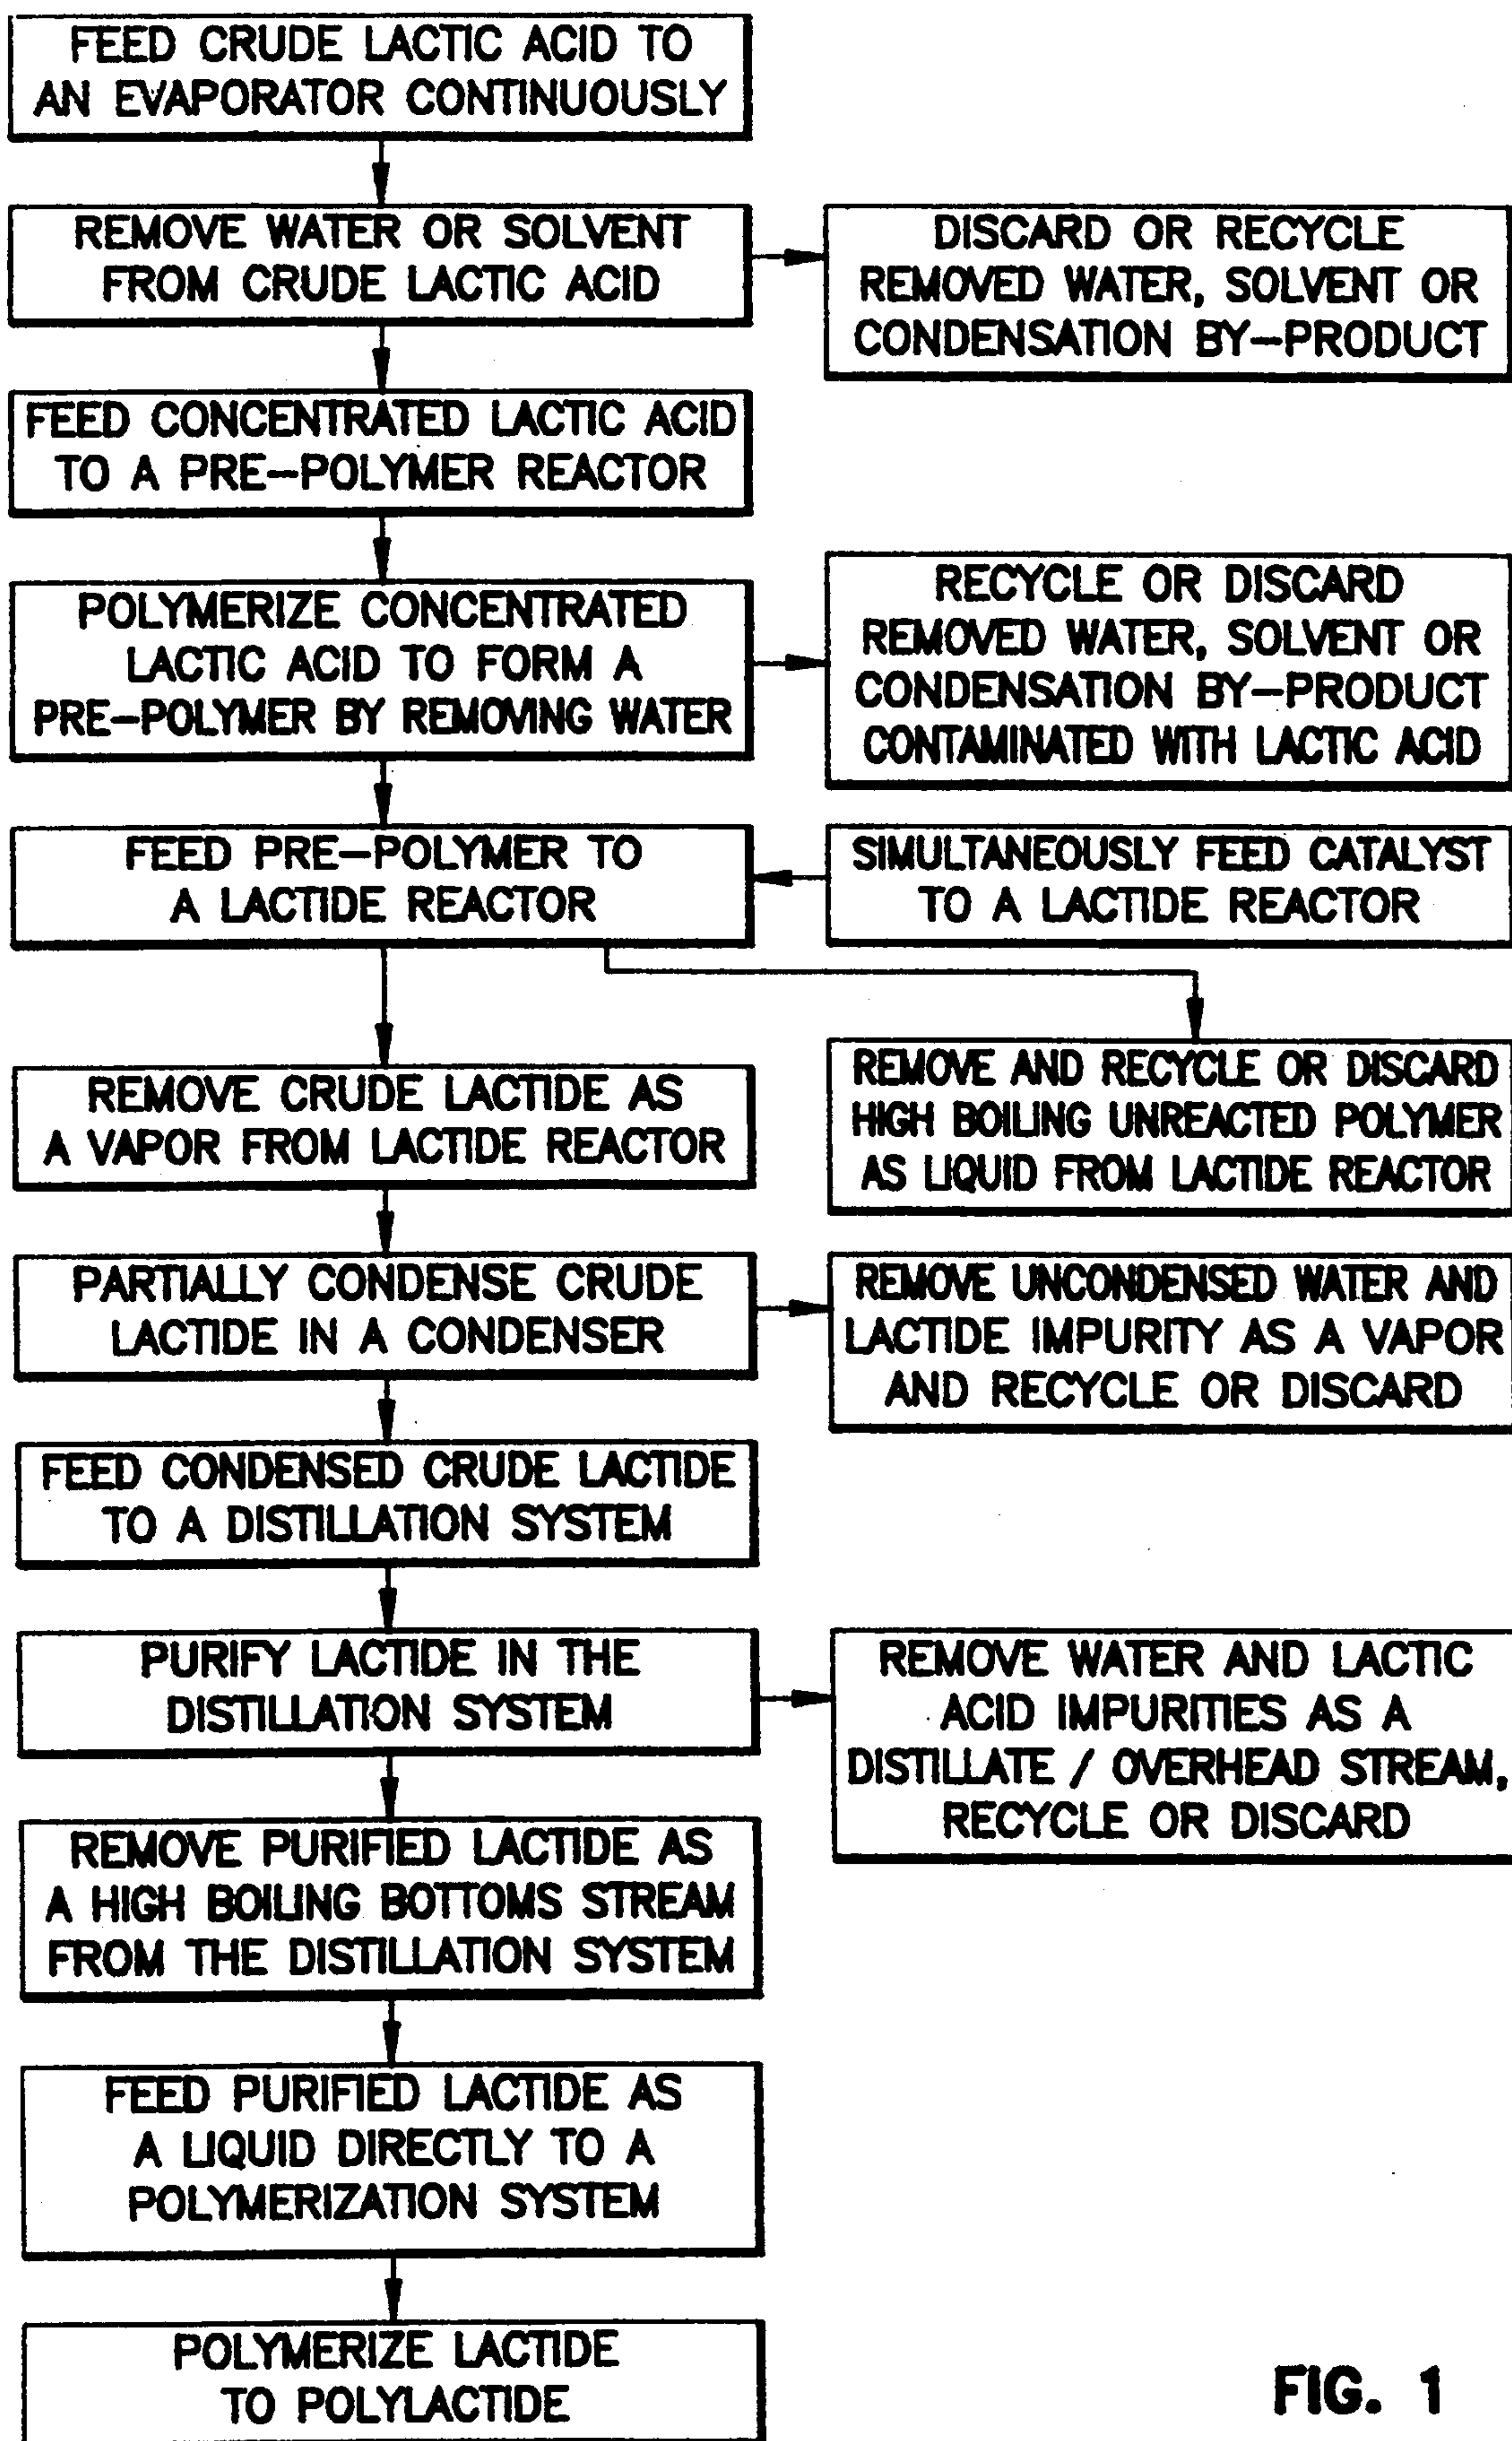 FEED CRUDE LACTIC ACID TO
AN EVAPORATOR CONTINUOUSLY
REMOVE WATER OR SOLVENT
FROM CRUDE LACTIC ACID
DISCARD OR RECYCLE
REMOVED WATER, SOLVENT OR
CONDENSATION BY-PRODUCT
FEED CONCENTRATED LACTIC ACID
TO A PRE-POLYMER REACTOR
POLYMERIZE CONCENTRATED
LACTIC ACID TO FORM A
PRE-POLYMER BY REMOVING WATER
RECYCLE OR DISCARD
REMOVED WATER, SOLVENT OR
CONDENSATION BY-PRODUCT
CONTAMINATED WITH LACTIC ACID
FEED PRE-POLYMER TO
A LACTIDE REACTOR
SIMULTANEOUSLY FEED CATALYST
TO A LACTIDE REACTOR
REMOVE CRUDE LACTIDE AS
A VAPOR FROM LACTIDE REACTOR
REMOVE AND RECYCLE OR DISCARD
HIGH BOILING UNREACTED POLYMER
AS LIQUID FROM LACTIDE REACTOR
PARTIALLY CONDENSE CRUDE
LACTIDE IN A CONDENSER
REMOVE UNCONDENSED WATER AND
LACTIDE IMPURITY AS A VAPOR
AND RECYCLE OR DISCARD
FEED CONDENSED CRUDE LACTIDE
TO A DISTILLATION SYSTEM
PURIFY LACTIDE IN THE
DISTILLATION SYSTEM
REMOVE WATER AND LACTIC
ACID IMPURITIES AS A
DISTILLATE / OVERHEAD STREAM,
RECYCLE OR DISCARD
REMOVE PURIFIED LACTIDE AS
A HIGH BOILING BOTTOMS STREAM
FROM THE DISTILLATION SYSTEM
FEED PURIFIED LACTIDE AS
A LIQUID DIRECTLY TO A
POLYMERIZATION SYSTEM
POLYMERIZE LACTIDE
TO POLYLACTIDE
FIG. 1